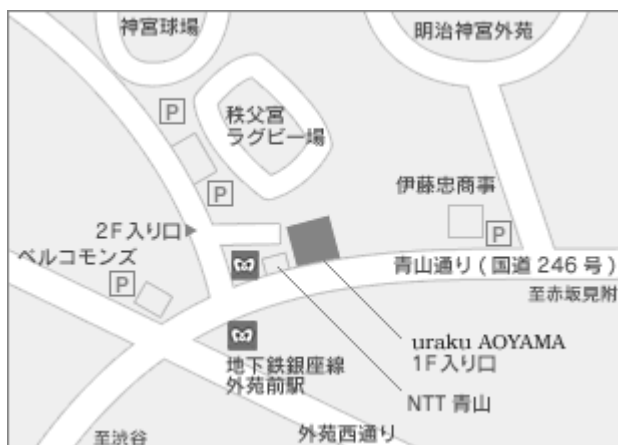 神宮球場
明治神宮外苑
P
秩父宮
ラグビー場
P
伊藤忠商事
2F入り口
P
ベルコモンズ
P
青山通り ( 国道 246 号 )
至赤坂見附
uraku AOYAMA
1F入り口
地下鉄銀座線
外苑前駅
NTT 青山
至渋谷
外苑西通り